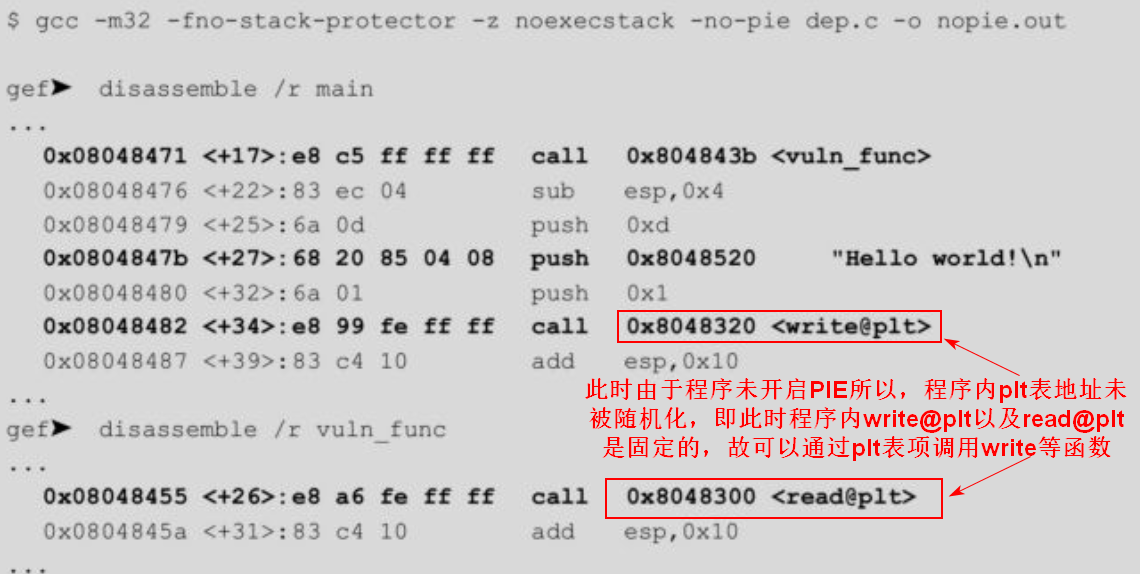 $ gcc -m32 -fno-stack-protector -z noexecstack -no-pie dep.c -o nopie.out
gef➤ disassemble /r main
...
0x08048471 <+17>:e8 c5 ff ff ff call 0x804843b <vuln_func>
0x08048476 <+22>:83 ec 04 sub esp,0x4
0x08048479 <+25>:6a 0d push 0xd
0x0804847b <+27>:68 20 85 04 08 push 0x8048520 "Hello world!\n"
0x08048480 <+32>:6a 01 push 0x1
0x08048482 <+34>:e8 99 fe ff ff call 0x8048320 <write@plt>
0x08048487 <+39>:83 c4 10 add esp,0x10
此时由于程序未开启PIE所以，程序内plt表地址未
被随机化，即此时程序内write@plt以及read@plt
是固定的，故可以通过plt表项调用write等函数
...
gef➤ disassemble /r vuln_func
...
0x08048455 <+26>:e8 a6 fe ff ff call 0x8048300 <read@plt>
0x0804845a <+31>:83 c4 10 add esp,0x10
...